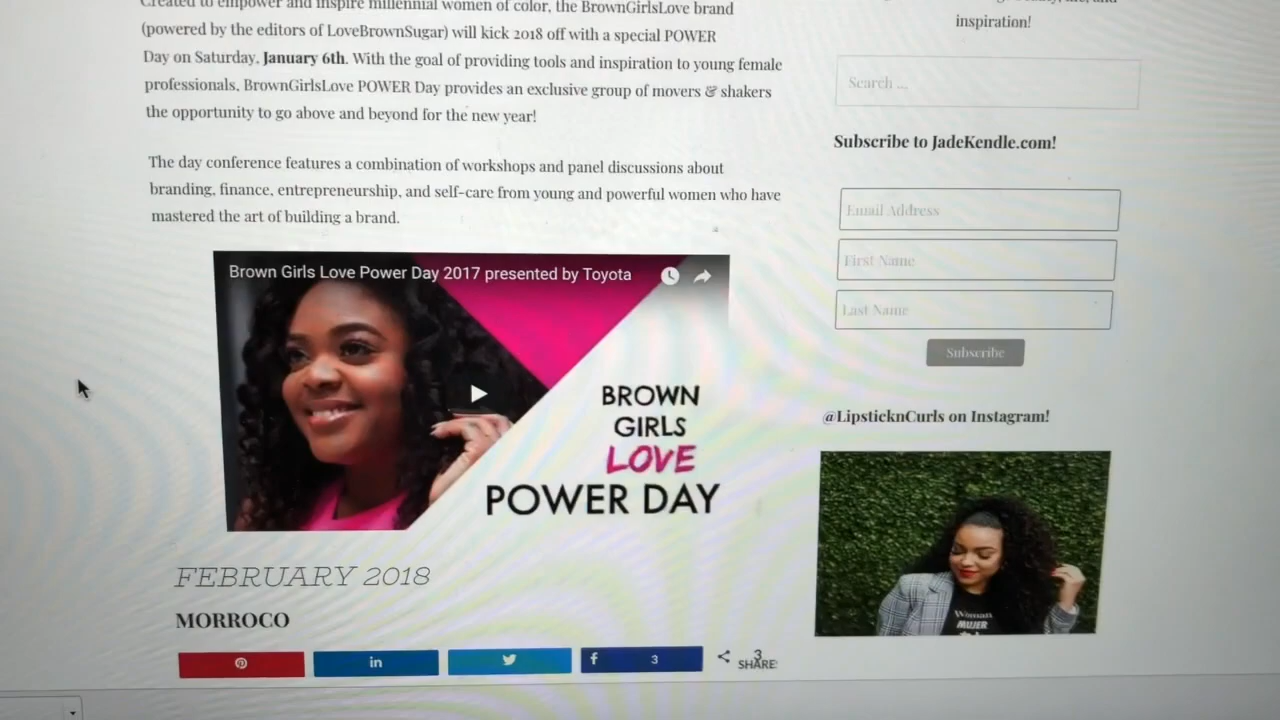 Created to empower and inspire millennial women of color, the BrownGirlsLove brand
(powered by the editors of LoveBrownSugar) will kick 2018 off with a special POWER
Day on Saturday, January 6th. With the goal of providing tools and inspiration to young female
professionals, BrownGirlsLove POWER Day provides an exclusive group of movers & shakers
the opportunity to go above and beyond for the new year!
The day conference features a combination of workshops and panel discussions about
branding, finance, entrepreneurship, and self-care from young and powerful women who have
mastered the art of building a brand.
Brown Girls Love Power Day 2017 presented by Toyota
BROWN
GIRLS
LOVE
POWER DAY
FEBRUARY 2018
MORROCO
in
f 3
3
SHARE
inspiration!
Search ...
Subscribe to JadeKendle.com!
Email Address
First Name
Last Name
Subscribe
@LipsticknCurls on Instagram!
Woman
MUJER